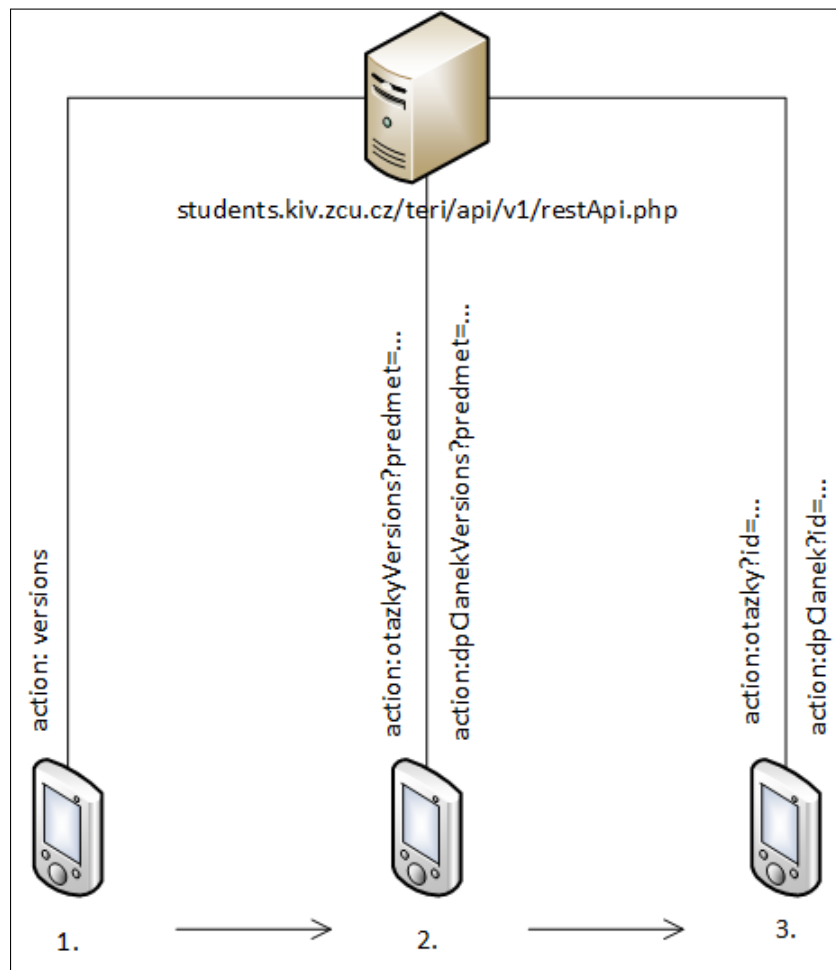 students.kiv.zcu.cz/teri/api/v1/restApi.php
action: versions
action:otazkyVersions?predmet=...
action:dpClanekVersions?predmet=...
action:otazky?id=...
action:dpClanek?id=...
1.
2.
3.